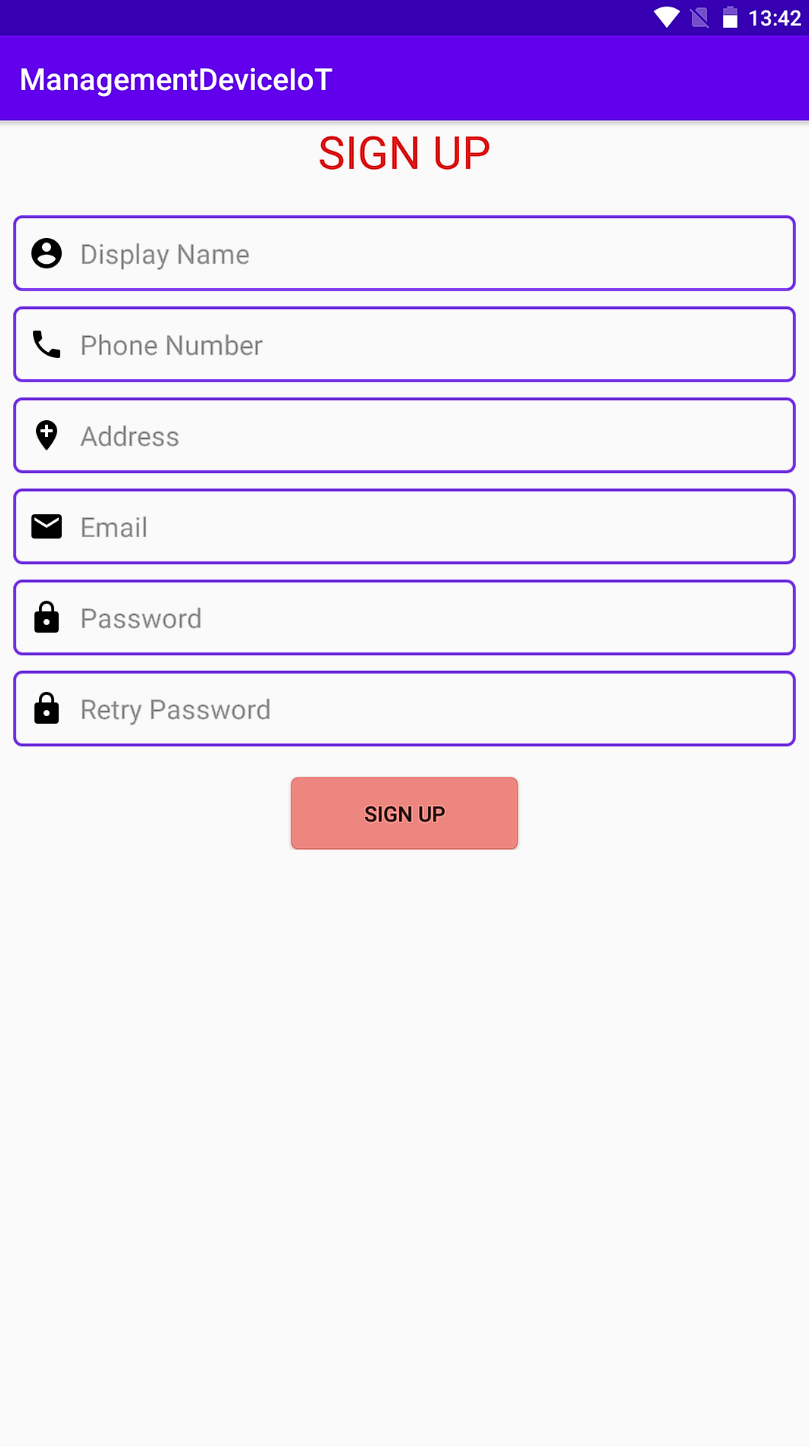 13:42
ManagementDeviceIoT
SIGN UP
Display Name
Phone Number
Address
Email
Password
Retry Password
SIGN UP